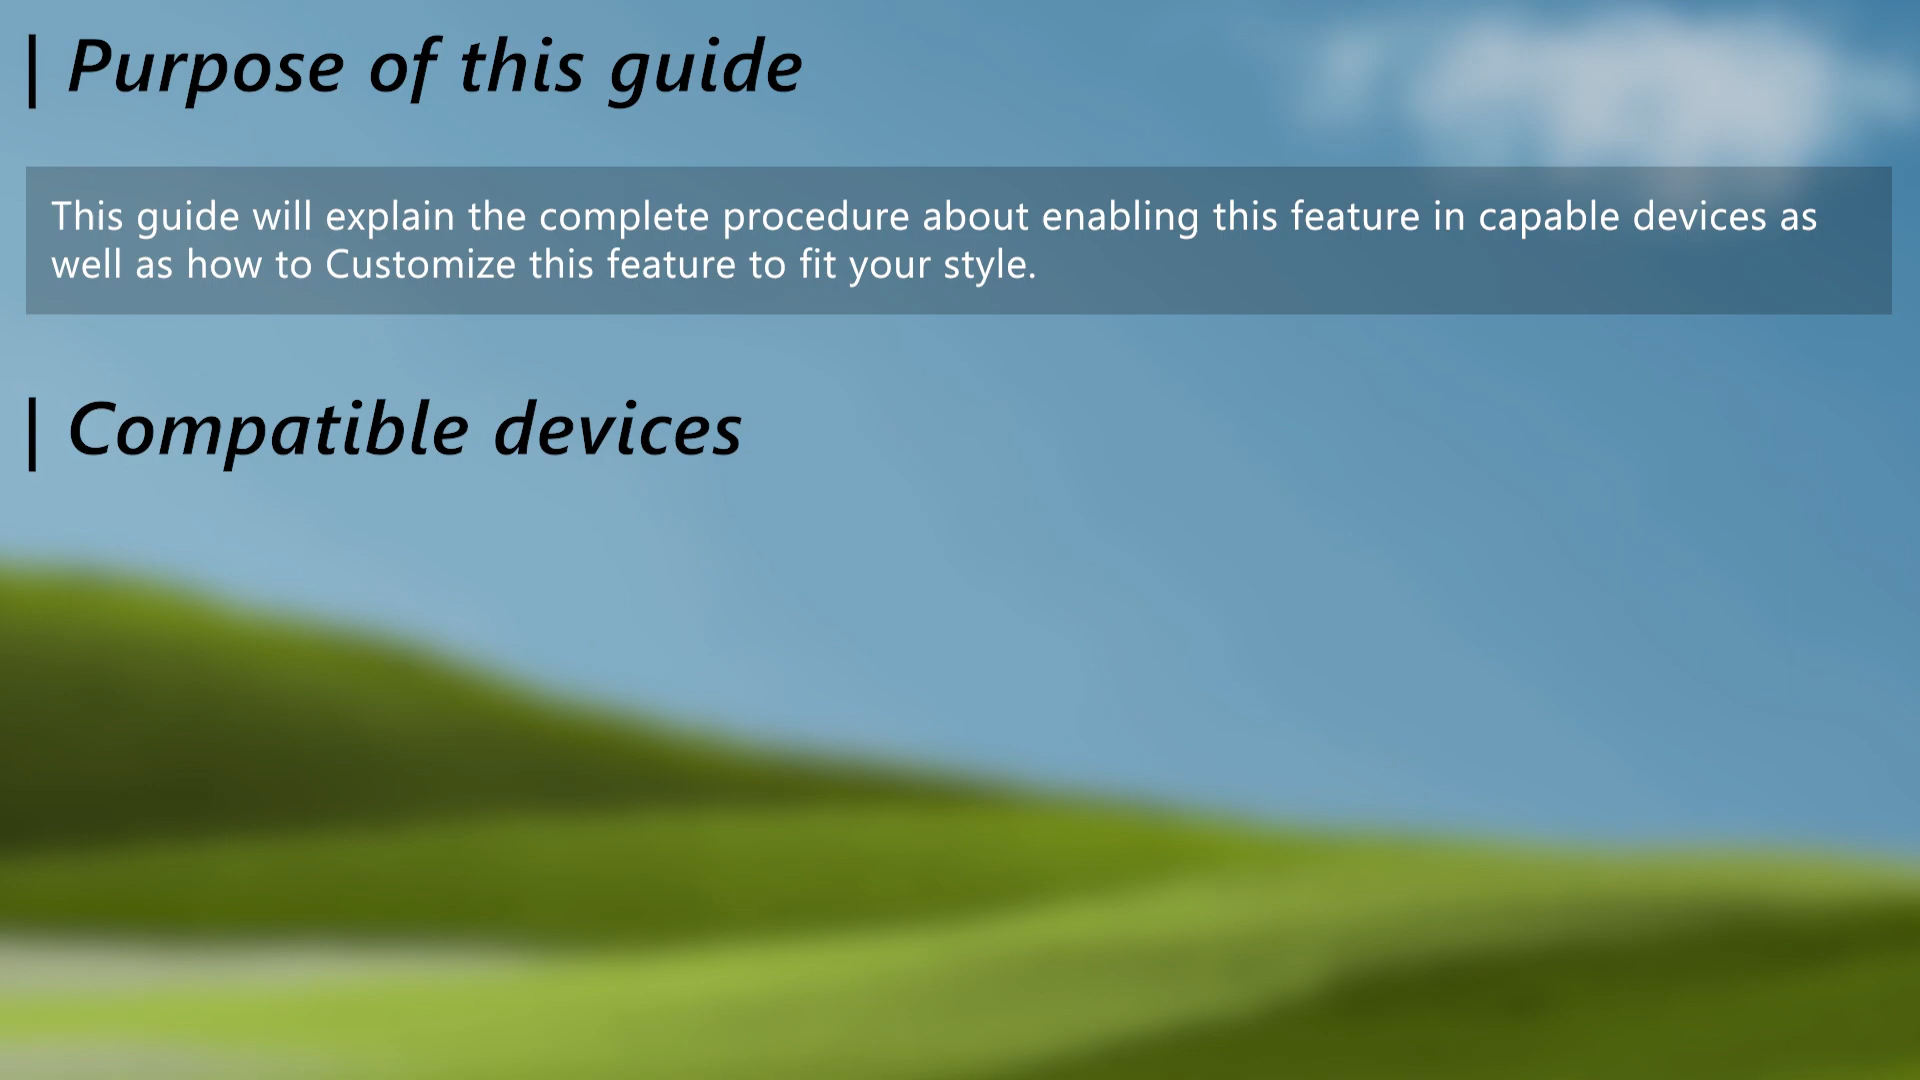 | Purpose of this guide
This guide will explain the complete procedure about enabling this feature in capable devices as
well as how to Customize this feature to fit your style.
| Compatible devices